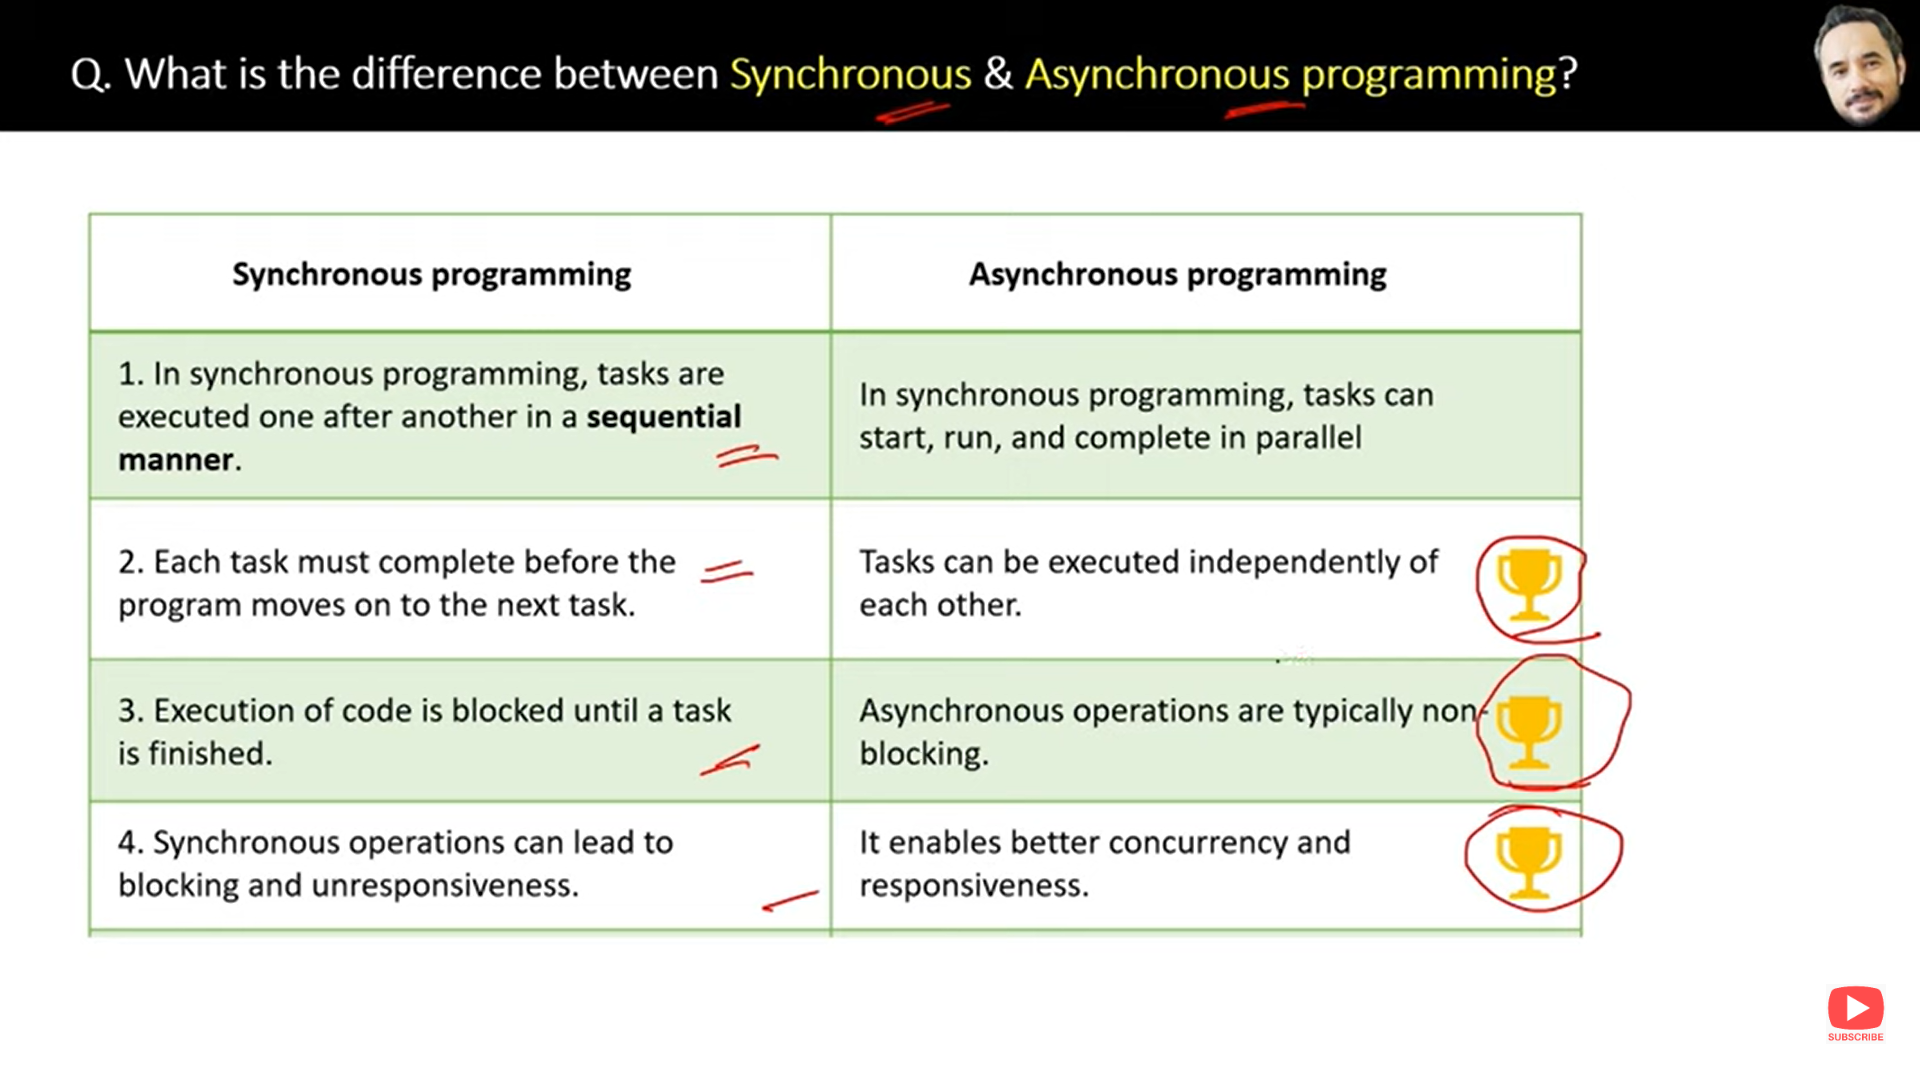 Q. What is the difference between Synchronous & Asynchronous programming?
Synchronous programming
Asynchronous programming
1. In synchronous programming, tasks are
executed one after another in a sequential
manner.
In synchronous programming, tasks can
start, run, and complete in parallel
2. Each task must complete before the
program moves on to the next task.
Tasks can be executed independently of
each other.
3. Execution of code is blocked until a task
is finished.
Asynchronous operations are typically non-
blocking.
4. Synchronous operations can lead to
blocking and unresponsiveness.
It enables better concurrency and
responsiveness.
SUBSCRIBE